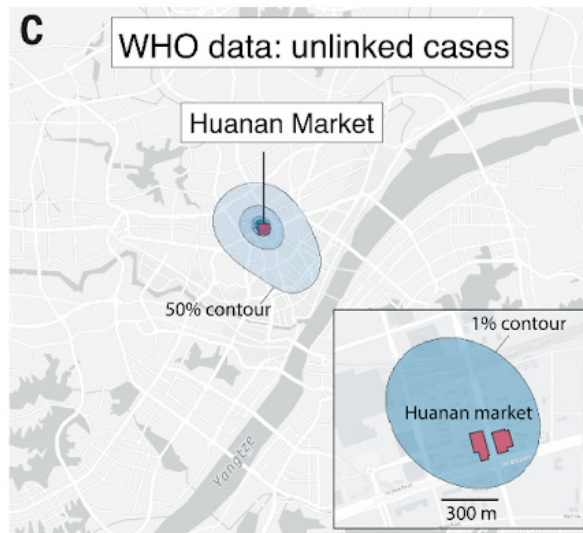 C
WHO data: unlinked cases
Huanan Market
50% contour
1% contour
Huanan market
Yangtze
300 m